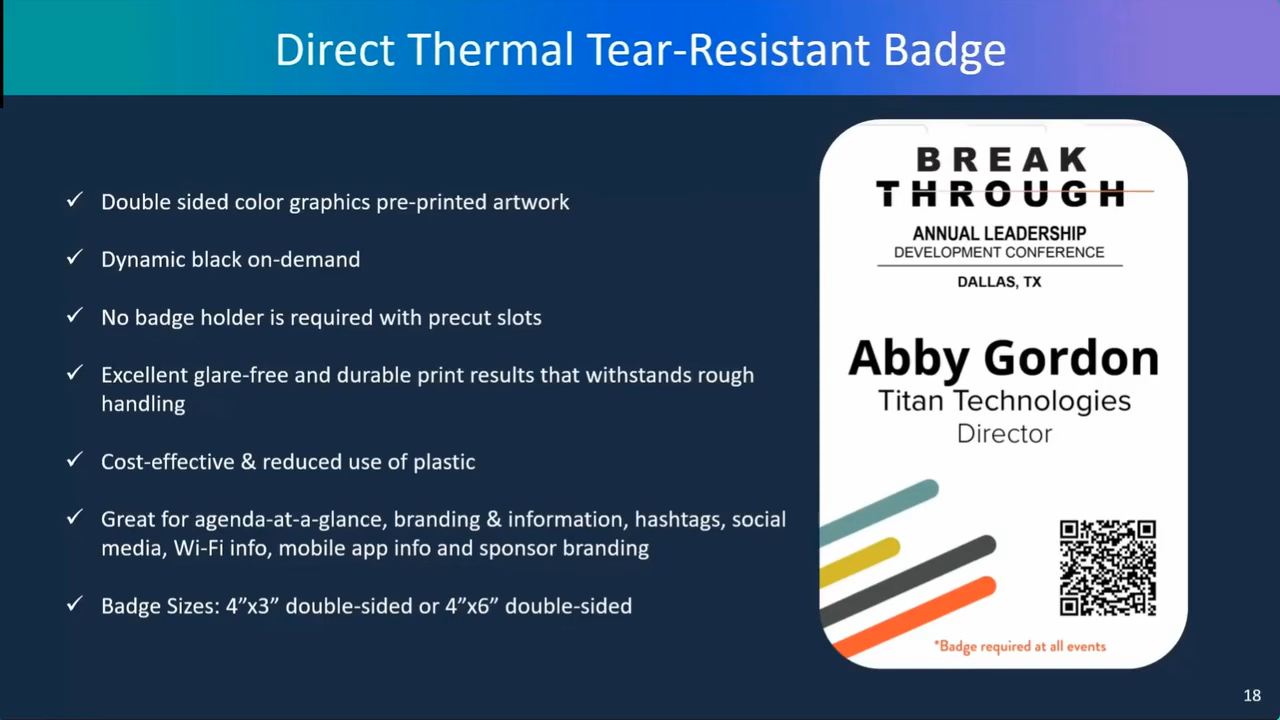 Direct Thermal Tear-Resistant Badge
✓ Double sided color graphics pre-printed artwork
✓ Dynamic black on-demand
✓ No badge holder is required with precut slots
✓ Excellent glare-free and durable print results that withstands rough
handling
✓ Cost-effective & reduced use of plastic
✓ Great for agenda-at-a-glance, branding & information, hashtags, social
media, Wi-Fi info, mobile app info and sponsor branding
✓ Badge Sizes: 4”x3” double-sided or 4”x6” double-sided
BREAK
THROUGH
ANNUAL LEADERSHIP
DEVELOPMENT CONFERENCE
DALLAS, TX
Abby Gordon
Titan Technologies
Director
*Badge required at all events
18